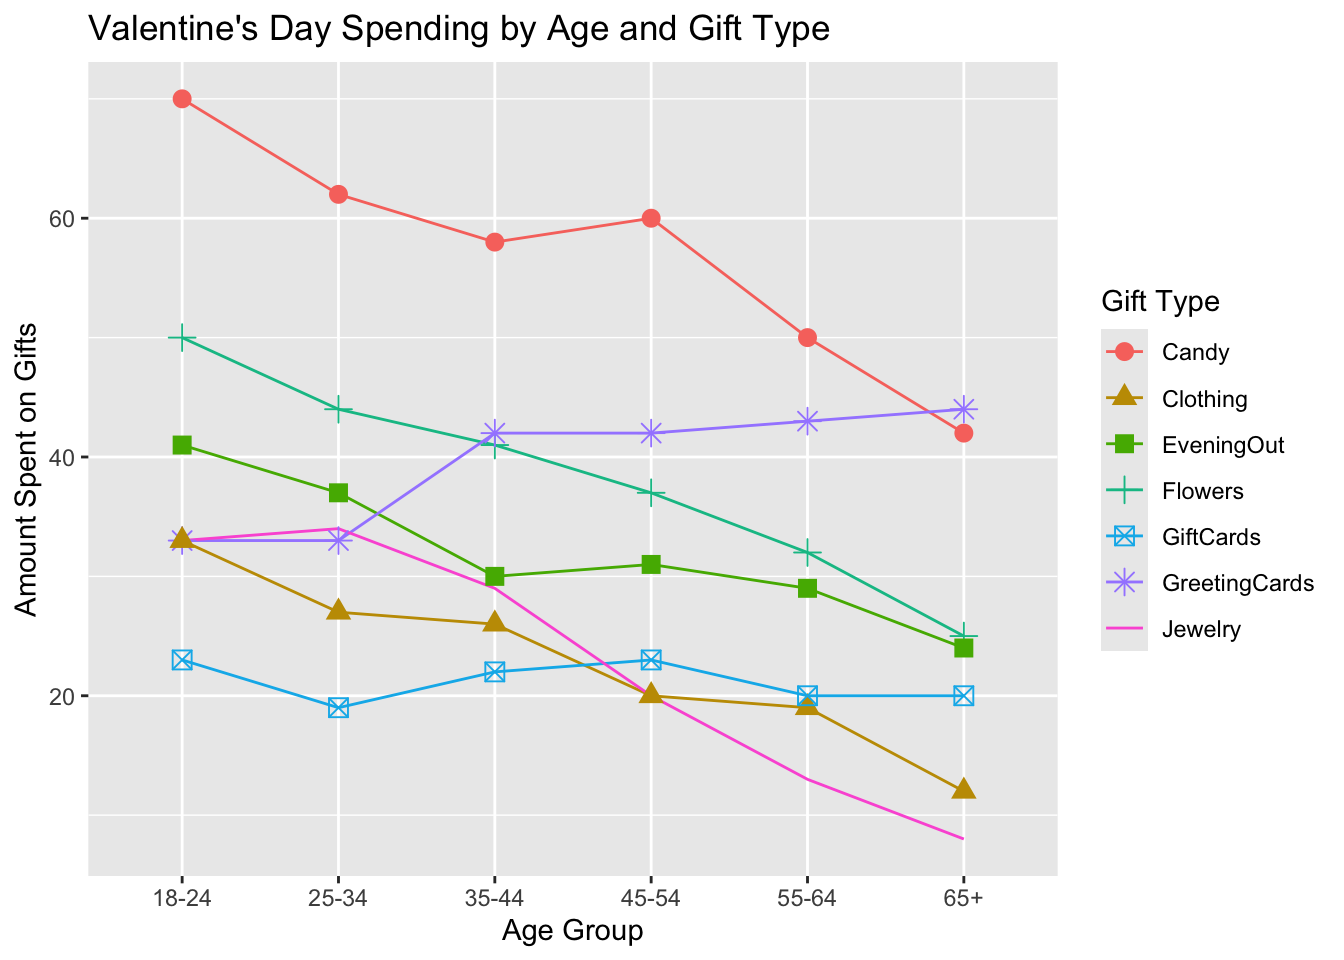 Valentine's Day Spending by Age and Gift Type
Amount Spent on Gifts
60
40
20
18-24
25-34
35-44
45-54
55-64
65+
Age Group
Gift Type
Candy
Clothing
EveningOut
Flowers
GiftCards
GreetingCards
Jewelry